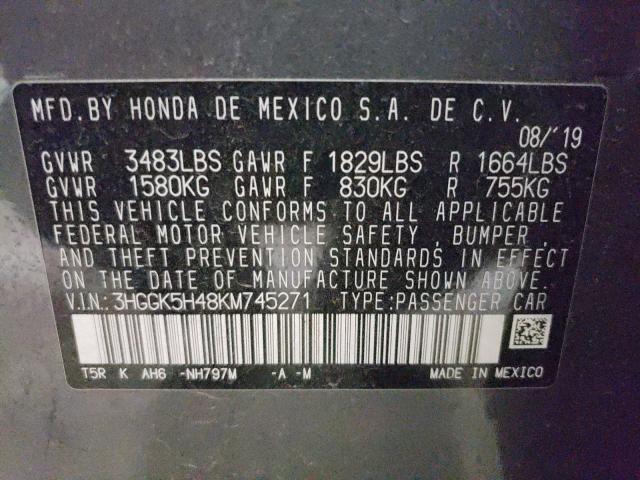 MFD.BY HONDA DE MEXICO S.A. DE C.V.
08/'19
GVWR 3483LBS GAWR F 1829LBS R 1664LBS
GVWR 1580KG GAWR F 830KG R 755KG
THIS VEHICLE CONFORMS TO ALL APPLICABLE
FEDERAL MOTOR VEHICLE SAFETY , BUMPER ,
AND THEFT PREVENTION STANDARDS IN EFFECT
ON THE DATE OF MANUFACTURE SHOWN ABOVE.
V.I.N.: 3HGGK5H48KM745271 TYPE:PASSENGER CAR
T5R K AH6 -NH797M -A -M MADE IN MEXICO